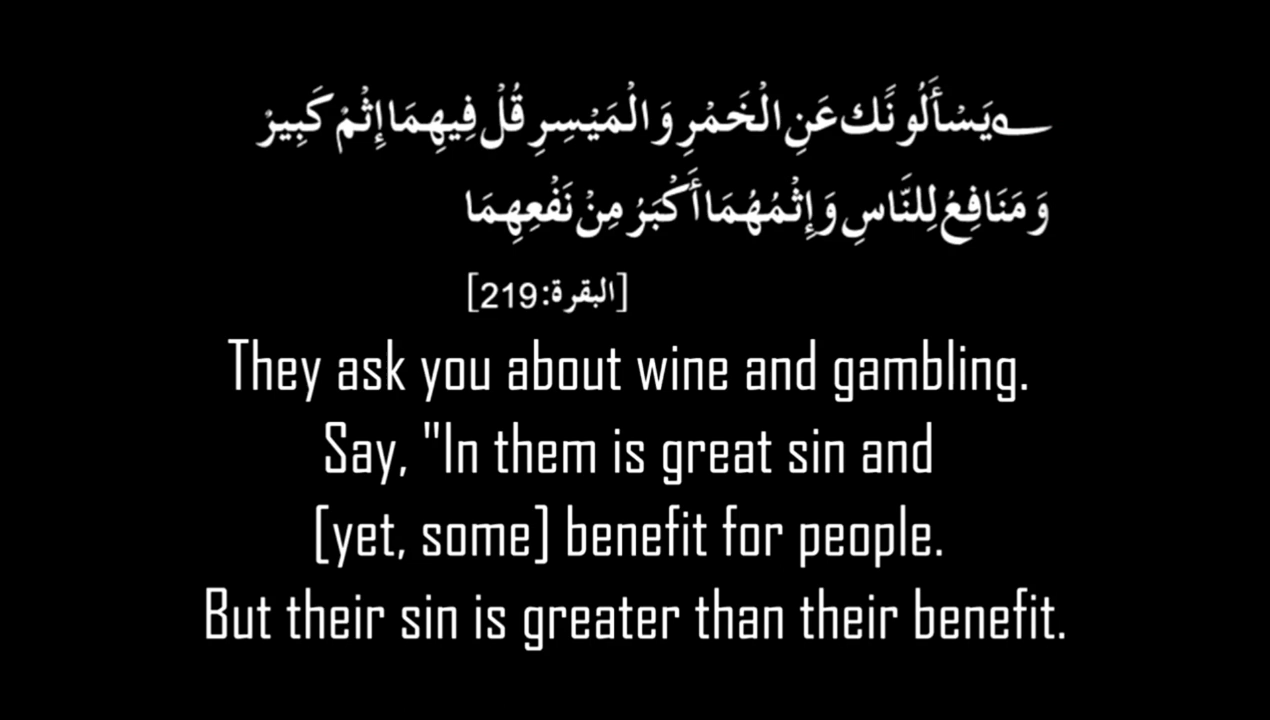 يَسْأَلُونَكَ عَنِ الْخَمْرِ وَالْمَيْسِرِ قُلْ فِيهِمَا إِثْمٌ كَبِيرٌ
وَمَنَافِعُ لِلنَّاسِ وَإِثْمُهُمَا أَكْبَرُ مِنْ نَفْعِهِمَا
[البقرة:219]
They ask you about wine and gambling.
Say, "In them is great sin and
[yet, some] benefit for people.
But their sin is greater than their benefit.